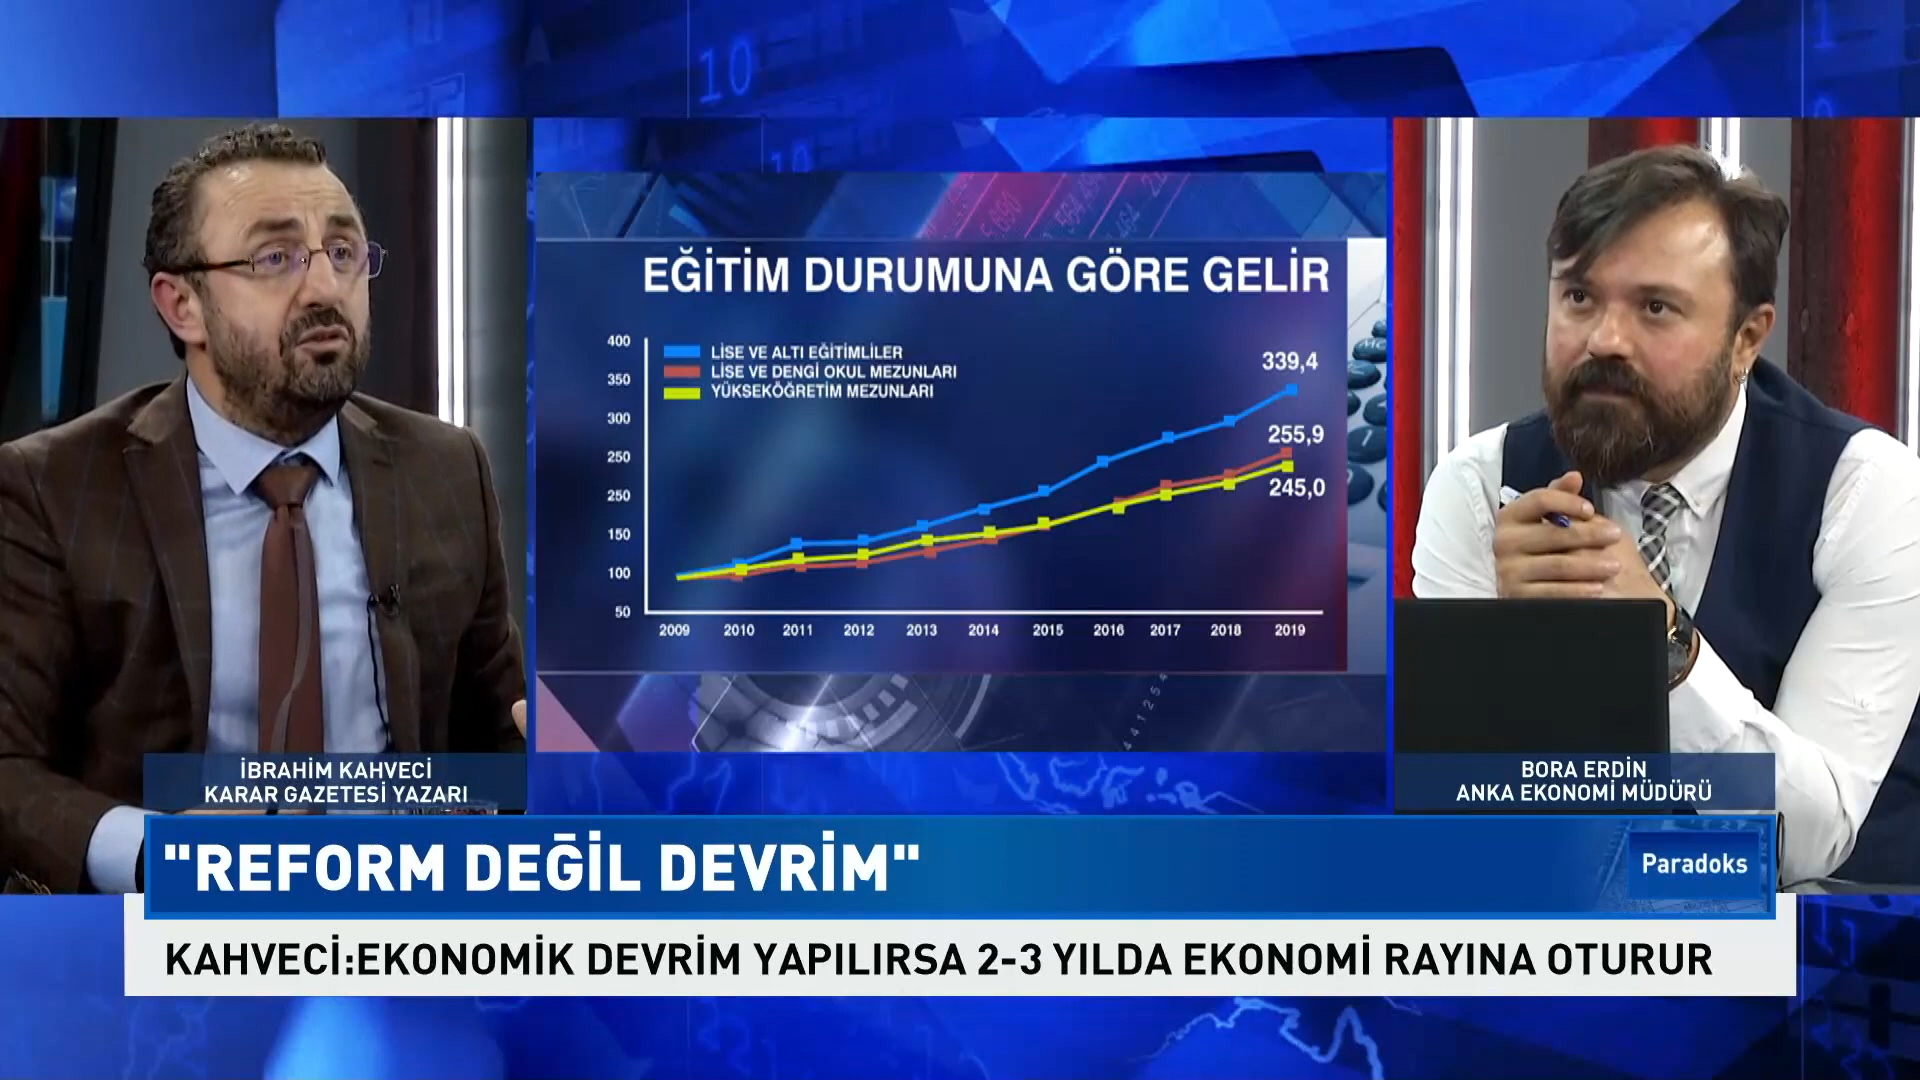 10
10
EĞİTİM DURUMUNA GÖRE GELİR
400
350
300
250
250
150
100
50
LİSE VE ALTI EĞİTİMLİLER
LİSE VE DENGİ OKUL MEZUNLARI
YÜKSEKÖĞRETİM MEZUNLARI
339,4
255,9
245,0
2009 2010 2011 2012 2013 2014 2015 2016 2017 2018 2019
İBRAHİM KAHVECİ
KARAR GAZETESİ YAZARI
BORA ERDİN
ANKA EKONOMİ MÜDÜRÜ
"REFORM DEĞİL DEVRİM"
Paradoks
KAHVECİ:EKONOMİK DEVRİM YAPILIRSA 2-3 YILDA EKONOMİ RAYINA OTURUR